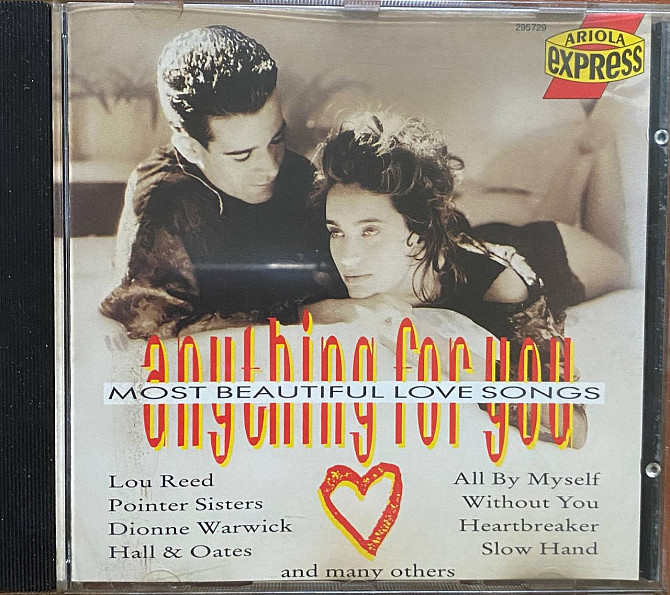 295729
ARIOLA
EXPRESS
anything for you
MOST BEAUTIFUL LOVE SONGS
Lou Reed
Pointer Sisters
Dionne Warwick
Hall & Oates
All By Myself
Without You
Heartbreaker
Slow Hand
and many others